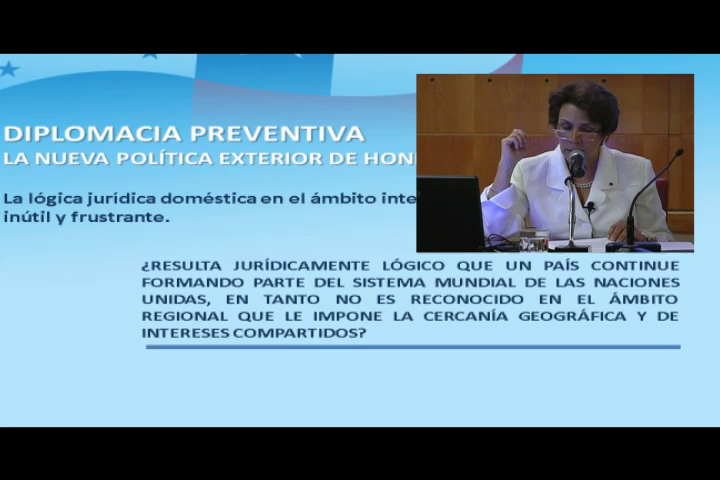 DIPLOMACIA PREVENTIVA
LA NUEVA POLÍTICA EXTERIOR DE
La lógica jurídica doméstica en el ámbito
inútil y frustrante.
¿RESULTA JURÍDICAMENTE LÓGICO QUE UN PAÍS CONTINUE
FORMANDO PARTE DEL SISTEMA MUNDIAL DE LAS NACIONES
UNIDAS, EN TANTO NO ES RECONOCIDO EN EL ÁMBITO
REGIONAL QUE LE IMPONE LA CERCANÍA GEOGRÁFICA Y DE
INTERESES COMPARTIDOS?